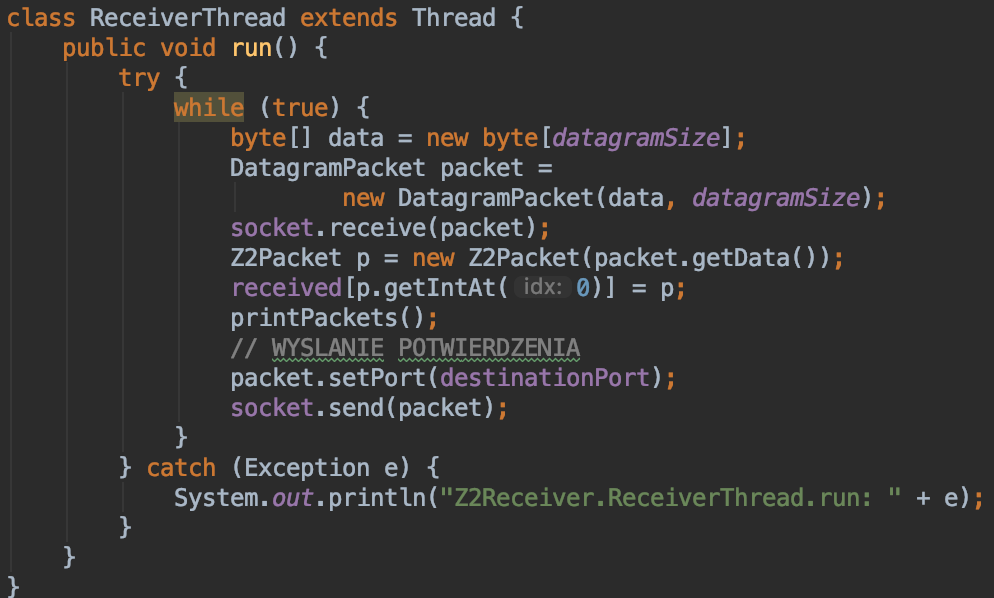 class ReceiverThread extends Thread {
    public void run() {
        try {
            while (true) {
                byte[] data = new byte[datagramSize];
                DatagramPacket packet =
                        new DatagramPacket(data, datagramSize);
                socket.receive(packet);
                Z2Packet p = new Z2Packet(packet.getData());
                received[p.getIntAt( idx: 0)] = p;
                printPackets();
                // WYSLANIE POTWIERDZENIA
                packet.setPort(destinationPort);
                socket.send(packet);
            }
        } catch (Exception e) {
            System.out.println("Z2Receiver.ReceiverThread.run: " + e);
        }
    }
}